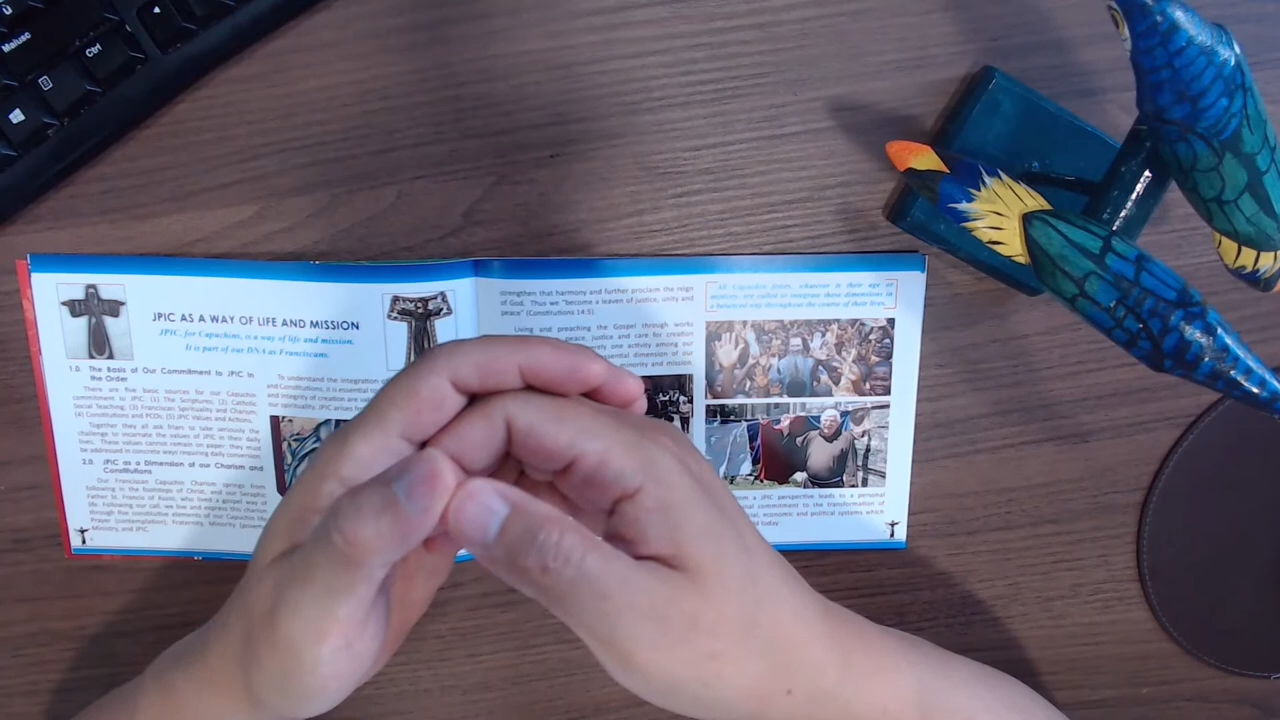 Maiusc
Ctrl
JPIC AS A WAY OF LIFE AND MISSION
JPIC, for Capuchins, is a way of life and mission.
It is part of our DNA as Franciscans.
1.0. The Basis of Our Commitment to JPIC in
the Order
There are five basic sources for our Capuchin
commitment to JPIC: (1) The Scriptures; (2) Catholic
Social Teaching; (3) Franciscan Spirituality and Charism;
(4) Constitutions and PCOs; (5) JPIC Values and Actions.
Together they all ask friars to take seriously the
challenge to incarnate the values of JPIC in their daily
lives. These values cannot remain on paper; they must
be addressed in concrete ways requiring daily conversion.
2.0. JPIC as a Dimension of our Charism and
Constitutions
Our Franciscan Capuchin Charism springs from
following in the footsteps of Christ, and our Seraphic
Father St. Francis of Assisi, who lived a gospel way of
life. Following our call, we live and express this charism
through five constitutive elements of our Capuchin life
Prayer (contemplation), Fraternity, Minority
Ministry, and JPIC.
To understand the integration of
and Constitutions, it is essential to
and integrity of creation are
our spirituality. JPIC arises
strengthen that harmony and further proclaim the reign
of God. Thus we "become a leaven of justice, unity and
peace" (Constitutions 14:5).
Living and preaching the Gospel through works
peace, justice and care for creation
merely one activity among our
essential dimension of our
minority and mission.
All Capuchin friars, whatever is their age or
ministry, are called to integrate these dimensions in
a balanced way throughout the course of their lives.
from a JPIC perspective leads to a personal
commitment to the transformation of
economic and political systems which
today